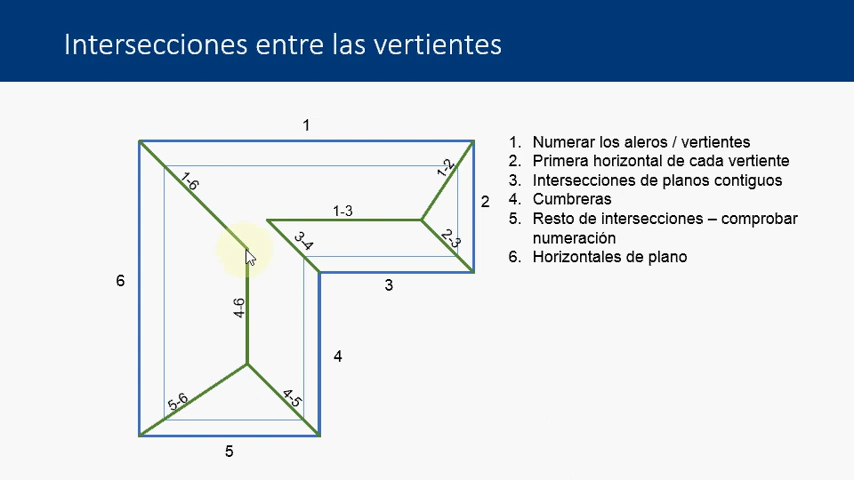 Intersecciones entre las vertientes
1
1-6
1-2
2
1-3
3-4
2-3
3
6
4-6
4
5-6
4-5
5
1. Numerar los aleros / vertientes
2. Primera horizontal de cada vertiente
3. Intersecciones de planos contiguos
4. Cumbreras
5. Resto de intersecciones – comprobar
numeración
6. Horizontales de plano